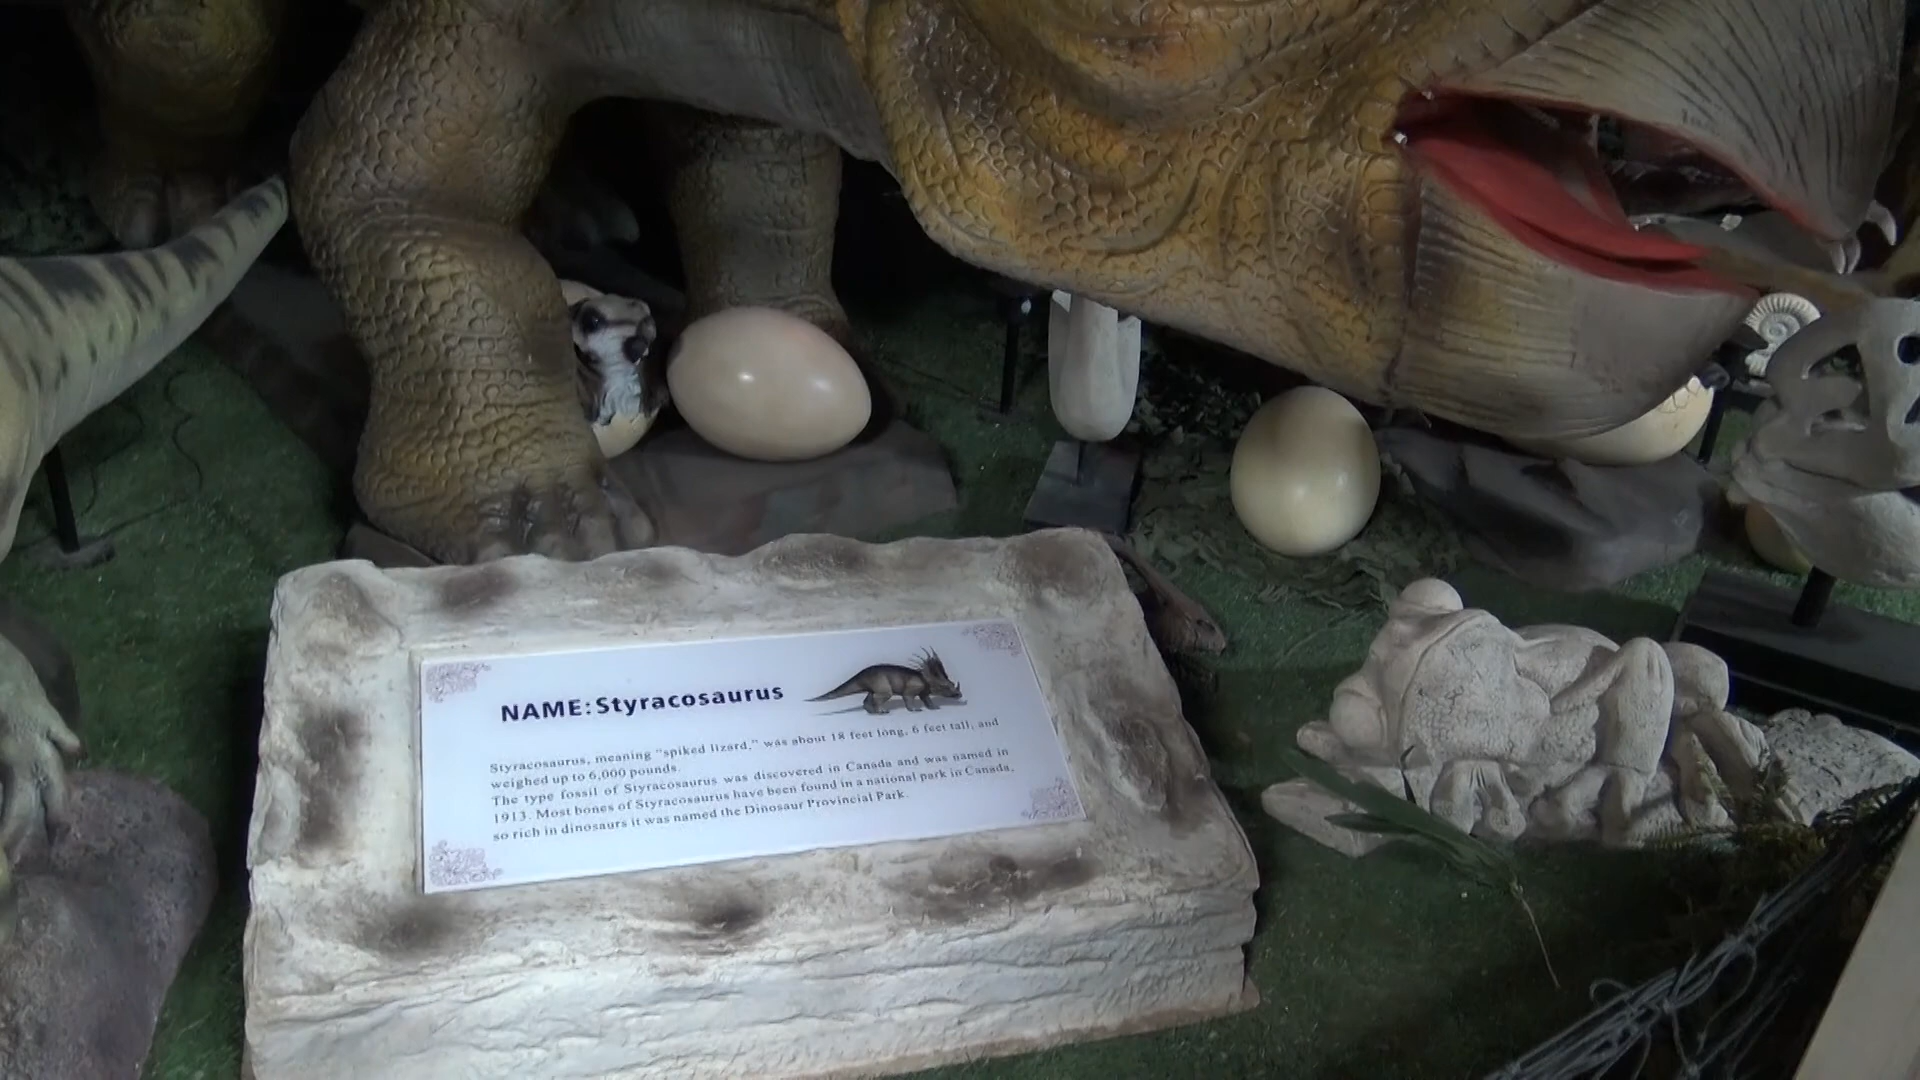 NAME: Styracosaurus
Styracosaurus, meaning "spiked lizard," was about 18 feet long, 6 feet tall, and
weighed up to 6,000 pounds.
The type fossil of Styracosaurus was discovered in Canada and was named in
1913. Most bones of Styracosaurus have been found in a national park in Canada,
so rich in dinosaurs it was named the Dinosaur Provincial Park.